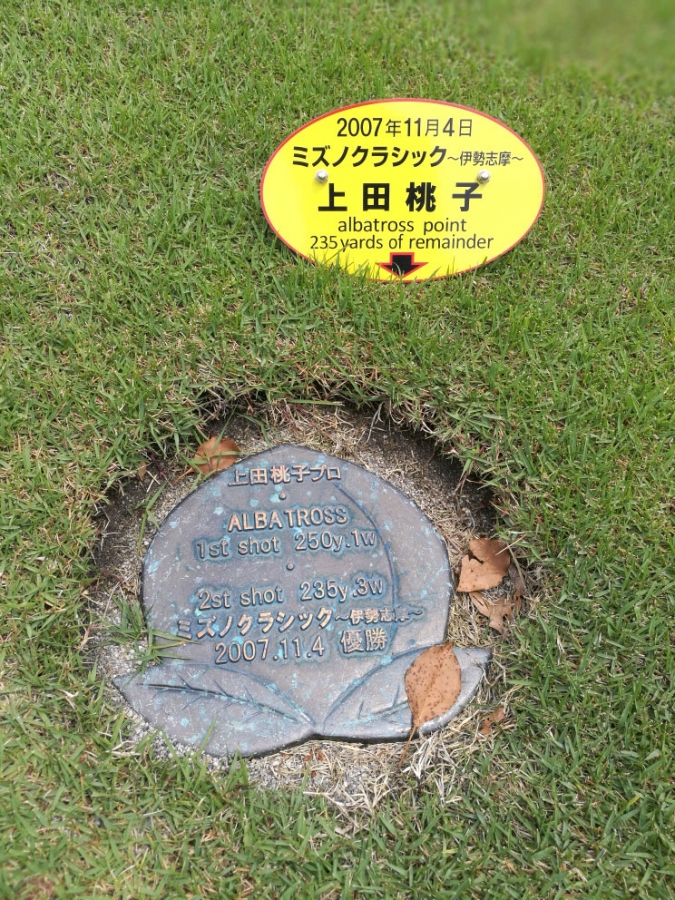 2007年11月4日
ミズノクラシック～伊勢志摩～
上田桃子
albatross point
235yards of remainder
上田桃子プロ
ALBATROSS
1st shot 250y.1w
2st shot 235y.3w
ミズノクラシック～伊勢志摩～
2007.11.4 優勝